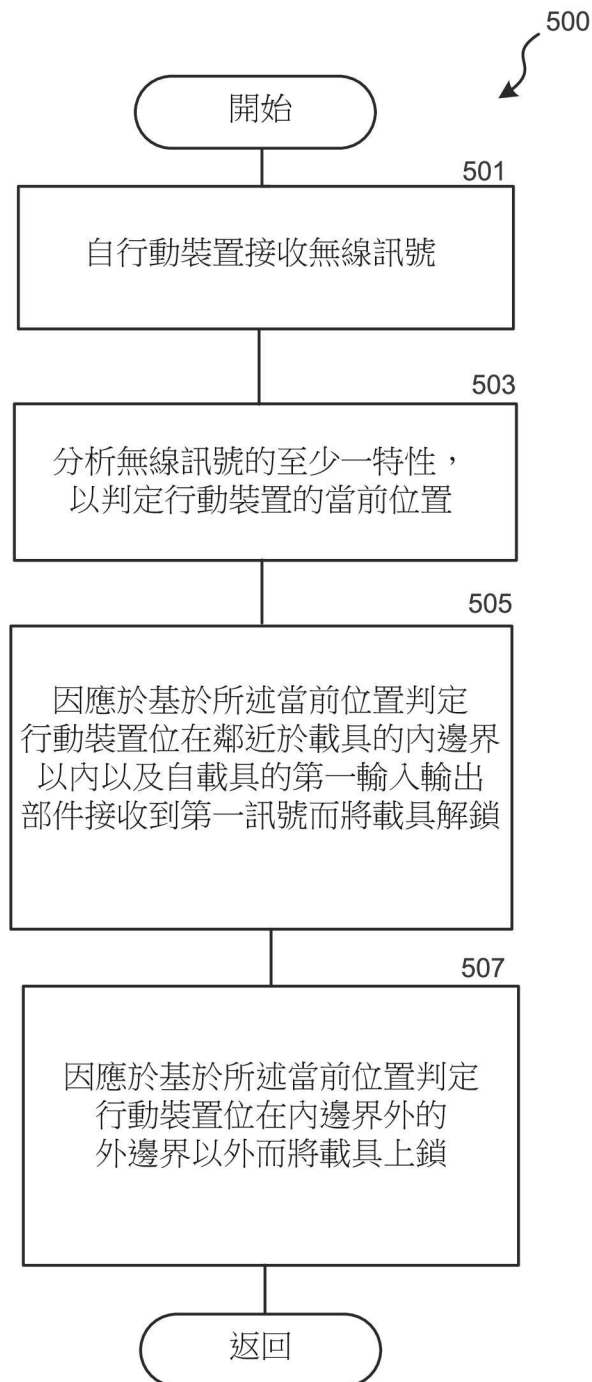 500
開始
501
自行動裝置接收無線訊號
503
分析無線訊號的至少一特性，
以判定行動裝置的當前位置
505
因應於基於所述當前位置判定
行動裝置位在鄰近於載具的內邊界
以內以及自載具的第一輸入輸出
部件接收到第一訊號而將載具解鎖
507
因應於基於所述當前位置判定
行動裝置位在內邊界外的
外邊界以外而將載具上鎖
返回